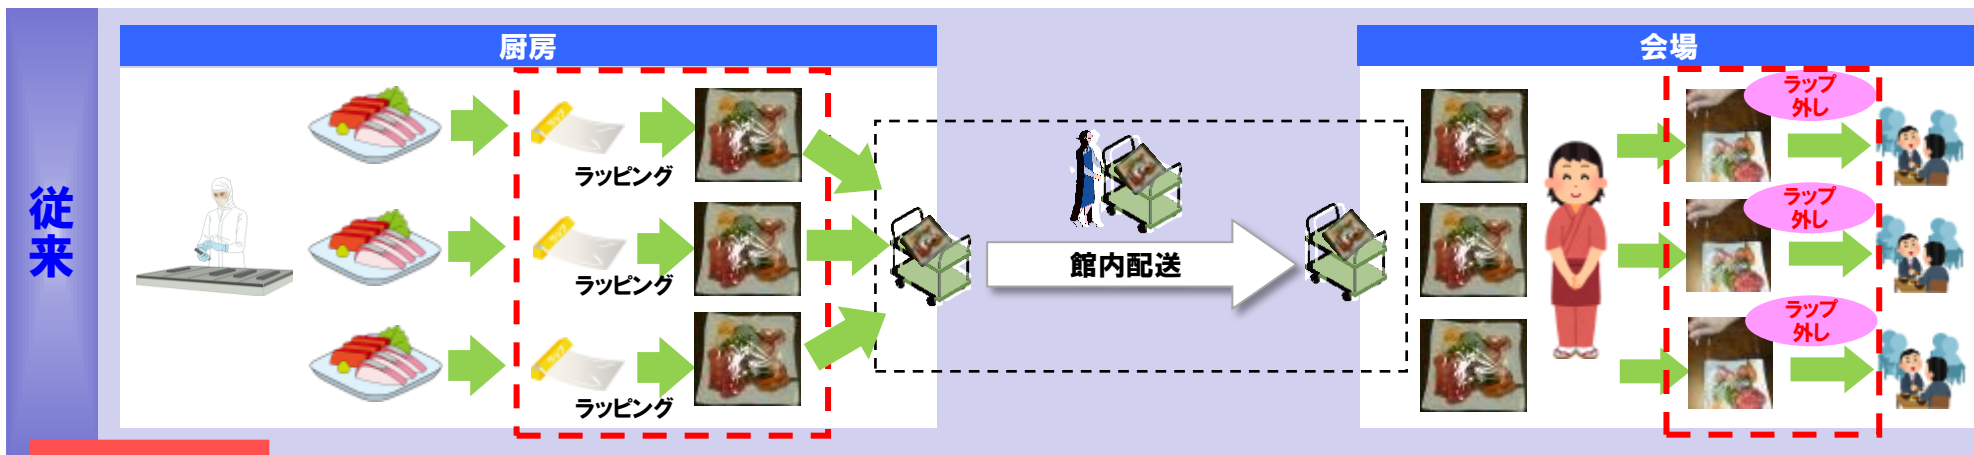 従来
厨房
ラッピング
ラッピング
ラッピング
館内配送
会場
ラップ
外し
ラップ
外し
ラップ
外し